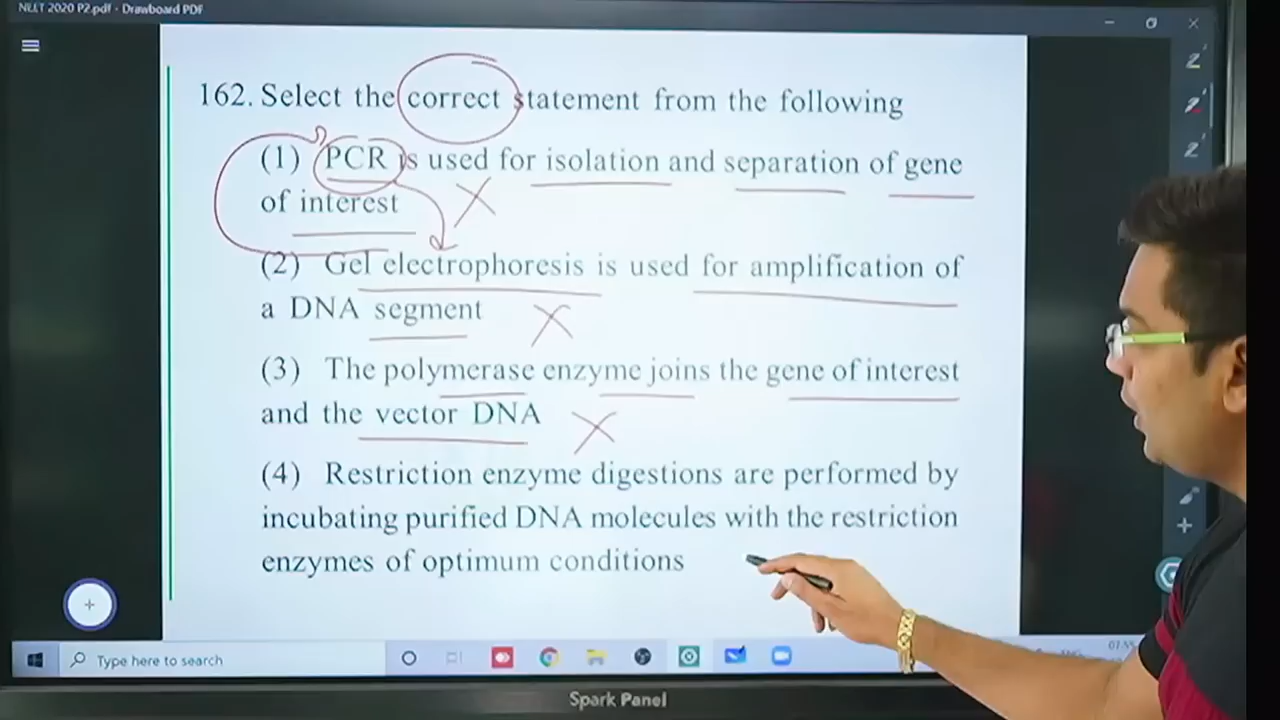 NEET 2020 P2.pdf - Drawboard PDF
162. Select the correct statement from the following
(1) PCR is used for isolation and separation of gene
of interest
(2) Gel electrophoresis is used for amplification of
a DNA segment
(3) The polymerase enzyme joins the gene of interest
and the vector DNA
(4) Restriction enzyme digestions are performed by
incubating purified DNA molecules with the restriction
enzymes of optimum conditions
Type here to search
Spark Panel